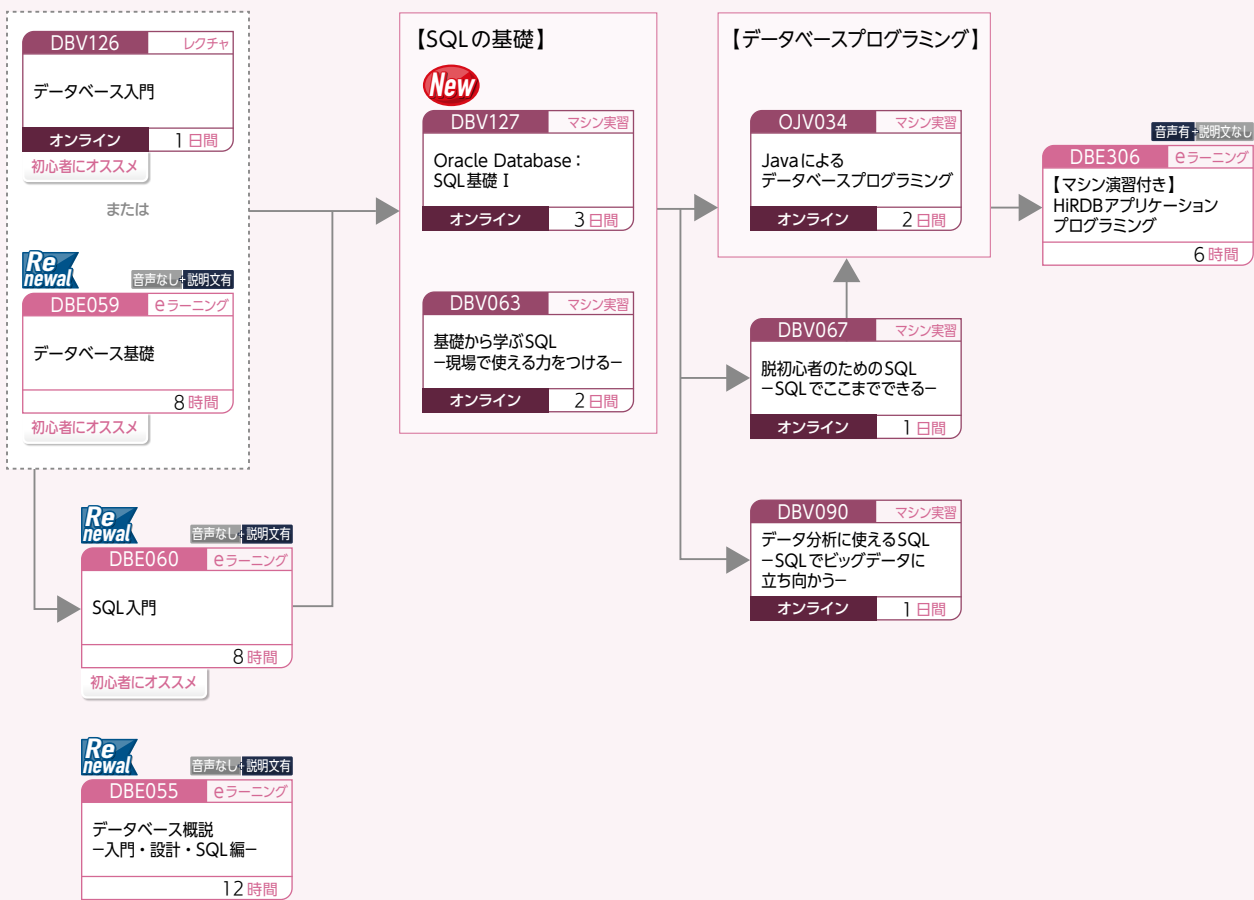 DBV126 レクチャ
データベース入門
オンライン 1日間
初心者にオススメ
または
Renewal
音声なし+説明文有
DBE059 eラーニング
データベース基礎
8時間
初心者にオススメ
Renewal
音声なし+説明文有
DBE060 eラーニング
SQL入門
8時間
初心者にオススメ
Renewal
音声なし+説明文有
DBE055 eラーニング
データベース概説
−入門・設計・SQL編−
12時間
【SQLの基礎】
New
DBV127 マシン実習
Oracle Database：
SQL基礎 I
オンライン 3日間
DBV063 マシン実習
基礎から学ぶSQL
−現場で使える力をつける−
オンライン 2日間
【データベースプログラミング】
OJV034 マシン実習
Javaによる
データベースプログラミング
オンライン 2日間
DBV067 マシン実習
脱初心者のためのSQL
−SQLでここまでできる−
オンライン 1日間
DBV090 マシン実習
データ分析に使えるSQL
−SQLでビッグデータに
立ち向かう−
オンライン 1日間
音声有+説明文なし
DBE306 eラーニング
【マシン演習付き】
HiRDBアプリケーション
プログラミング
6時間